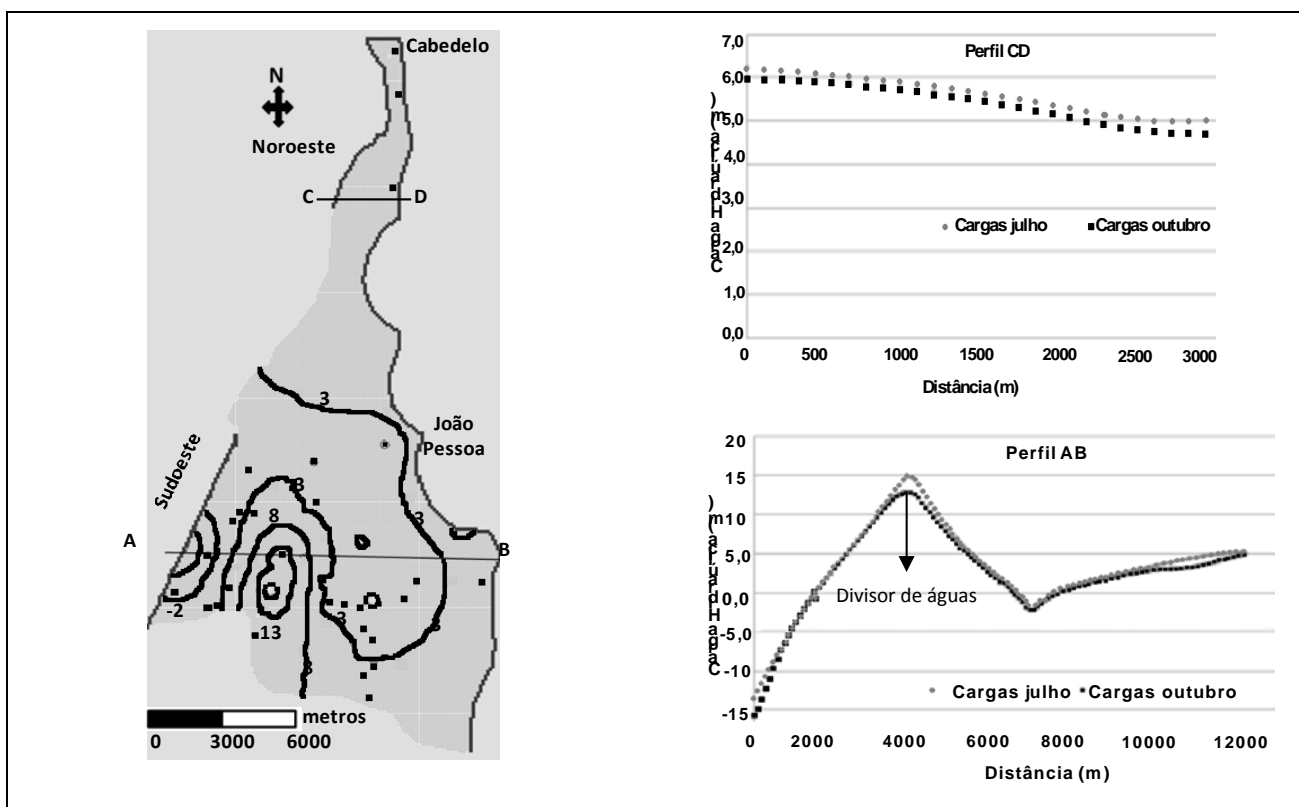 Cabedelo
N
Noroeste
C
D
3
João
Pessoa
Sudoeste
3
3
8
A
B
-2
3
3
13
3
metros
0 3000 6000
Perfil CD
7,0
6,0
5,0
4,0
3,0
2,0
1,0
0,0
Carga Hidráulica (m)
Cargas julho
Cargas outubro
0 500 1000 1500 2000 2500 3000
Distância (m)
Perfil AB
20
15
10
5,0
0,0
-5,0
-10
-15
Carga Hidráulica (m)
Divisor de águas
Cargas julho
Cargas outubro
0 2000 4000 6000 8000 10000 12000
Distância (m)